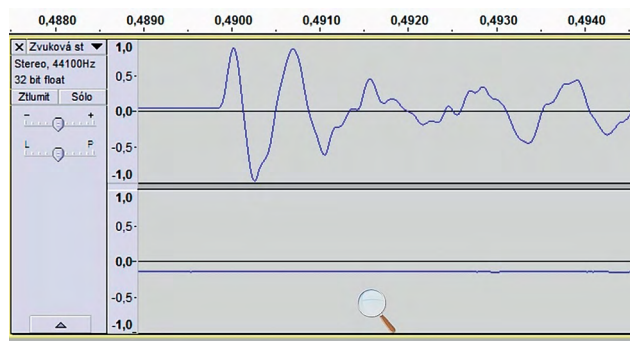 0,4880 0,4890 0,4900 0,4910 0,4920 0,4930 0,4940
× Zvuková st ▼
Stereo, 44100Hz
32 bit float
Ztlumit Sólo
- +
L P
1,0
0,5-
0,0-
-0,5-
-1,0
1,0
0,5-
0,0-
-0,5-
-1,0